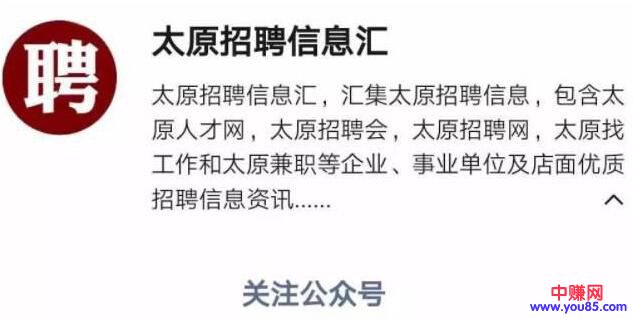 聘
太原招聘信息汇
太原招聘信息汇，汇集太原招聘信息，包含太
原人才网，太原招聘会，太原招聘网，太原找
工作和太原兼职等企业、事业单位及店面优质
招聘信息资讯......
关注公众号
中赚网
www.you85.com